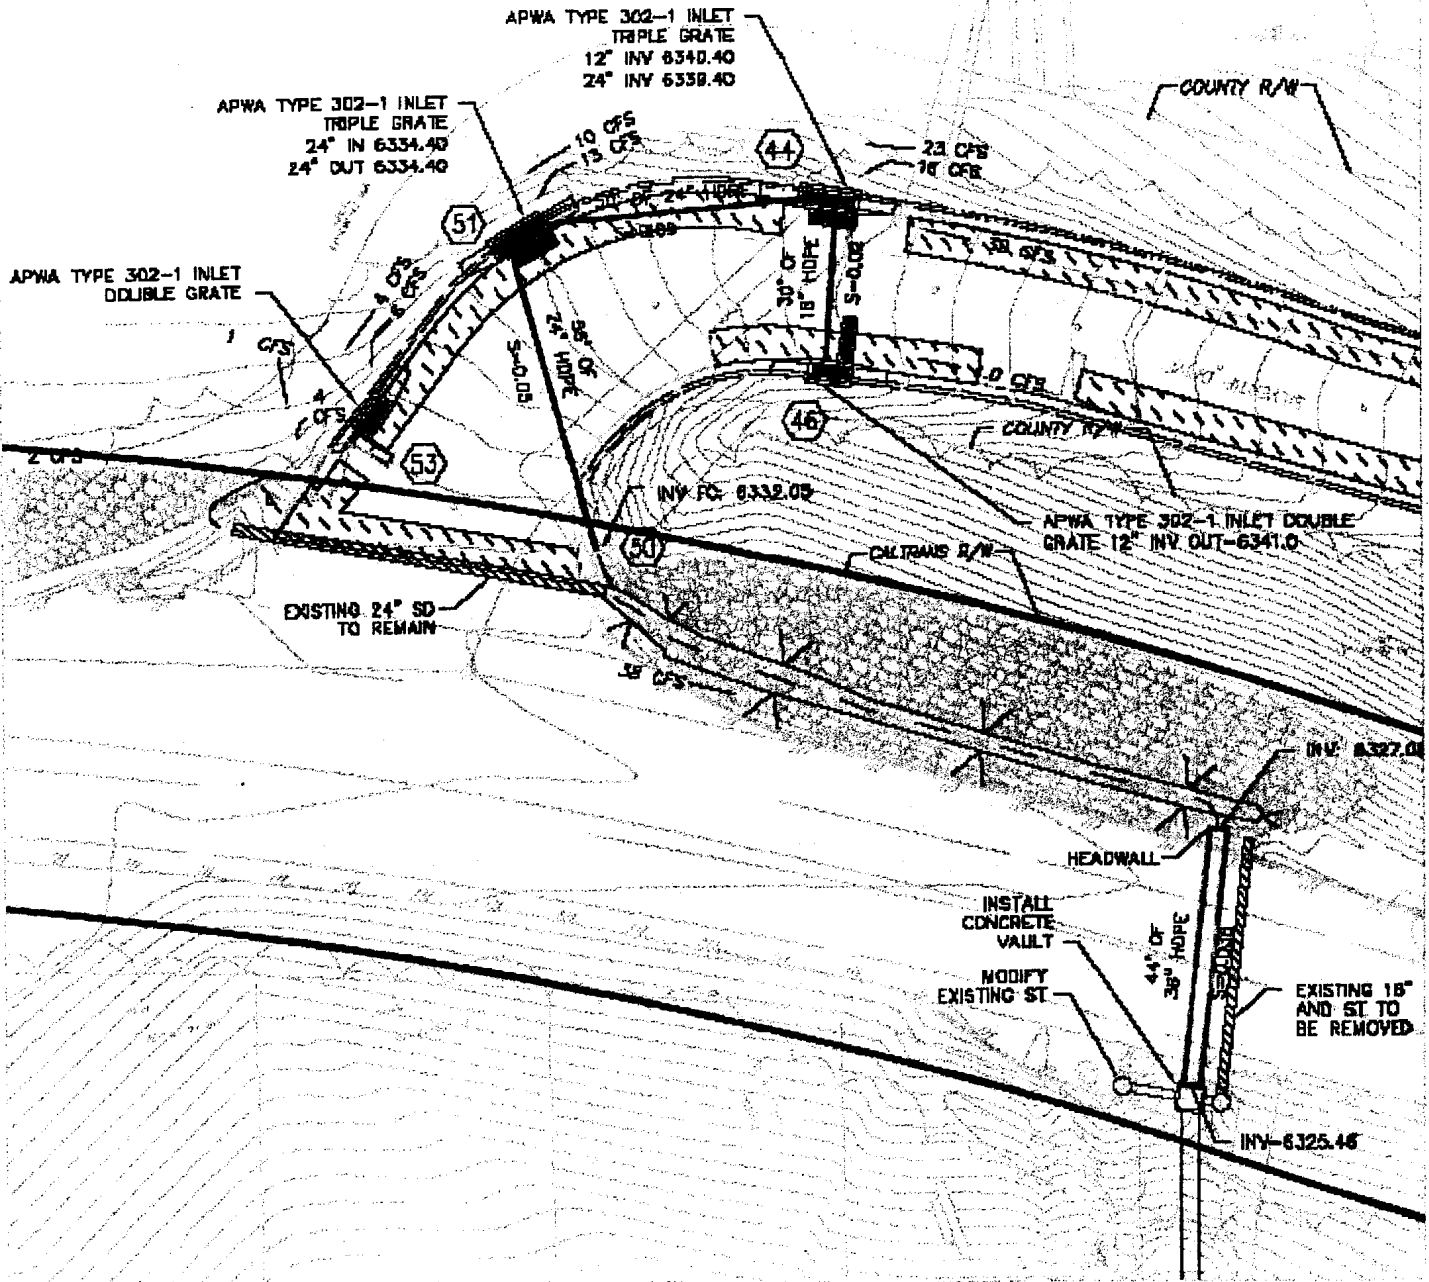 APWA TYPE 302-1 INLET
TRIPLE GRATE
12" INV 6340.40
24" INV 6339.40
COUNTY R/W
APWA TYPE 302-1 INLET
TRIPLE GRATE
24" IN 6334.40
24" OUT 6334.40
10 CFS
13 CFS
44
23 CFS
16 CFS
OF 24" HDPE
51
30' OF
18" HDPE
S=0.02
CFS
APWA TYPE 302-1 INLET
DOUBLE GRATE
4 CFS
6 CFS
1 CFS
4 CFS
OF
24" HDPE
S=0.05
0 CFS
46
COUNTY R/W
53
2 CFS
INV 6332.05
50
APWA TYPE 302-1 INLET DOUBLE
GRATE 12" INV OUT-6341.0
CALTRANS R/W
EXISTING 24" SD
TO REMAIN
CFS
INV
HEADWALL
INSTALL
CONCRETE
VAULT
44' OF
36" HDPE
MODIFY
EXISTING ST
EXISTING 18"
AND ST TO
BE REMOVED
INV-6325.46